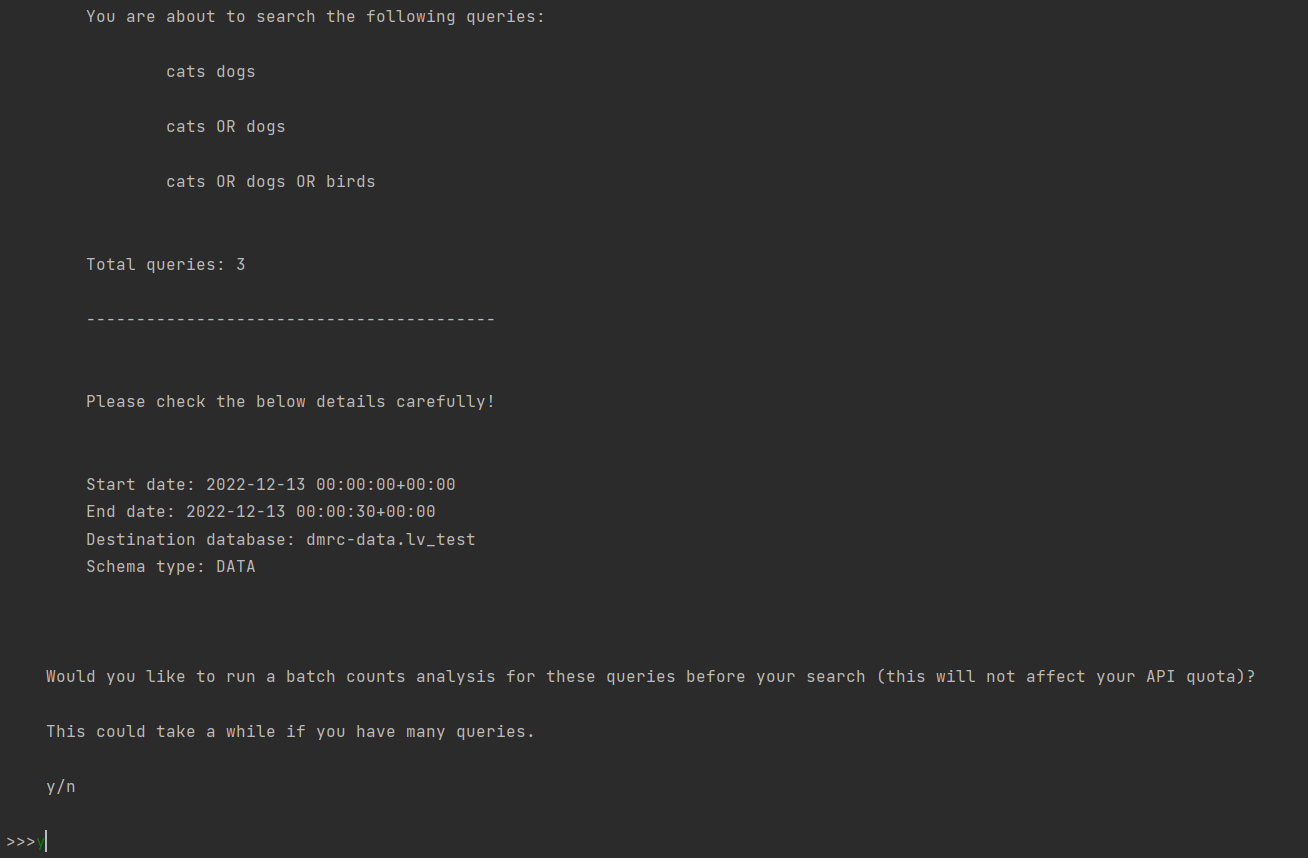 You are about to search the following queries:
cats dogs
cats OR dogs
cats OR dogs OR birds
Total queries: 3
-----------------------------------------
Please check the below details carefully!
Start date: 2022-12-13 00:00:00+00:00
End date: 2022-12-13 00:00:30+00:00
Destination database: dmrc-data.lv_test
Schema type: DATA
Would you like to run a batch counts analysis for these queries before your search (this will not affect your API quota)?
This could take a while if you have many queries.
y/n
>>>y